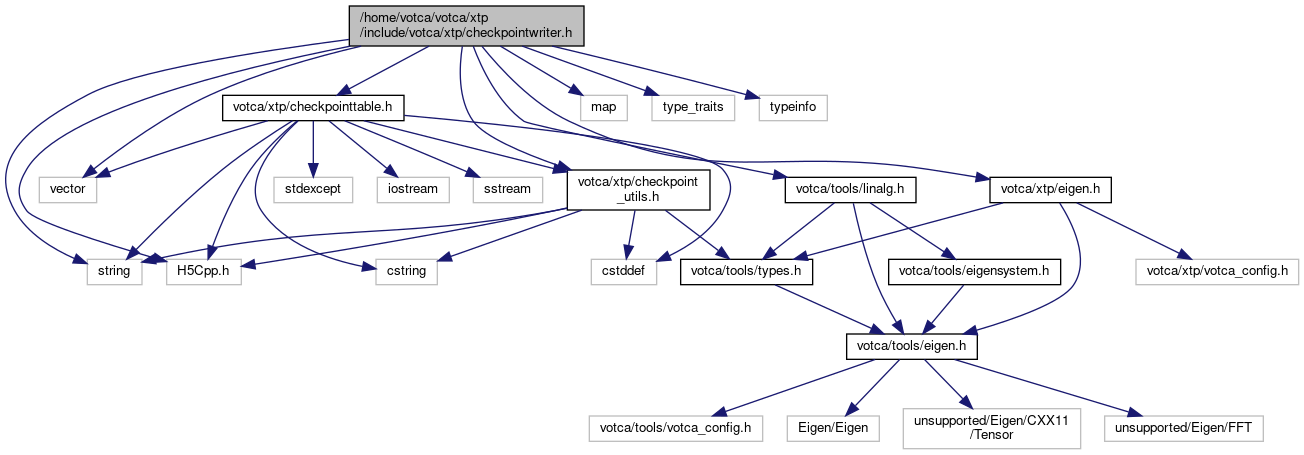 /home/votca/votca/xtp
/include/votca/xtp/checkpointwriter.h
votca/xtp/checkpointtable.h
map
type_traits
typeinfo
vector
stdexcept
iostream
sstream
votca/xtp/checkpoint
_utils.h
votca/tools/linalg.h
votca/xtp/eigen.h
string
H5Cpp.h
cstring
cstddef
votca/tools/types.h
votca/tools/eigensystem.h
votca/xtp/votca_config.h
votca/tools/eigen.h
votca/tools/votca_config.h
Eigen/Eigen
unsupported/Eigen/CXX11
/Tensor
unsupported/Eigen/FFT